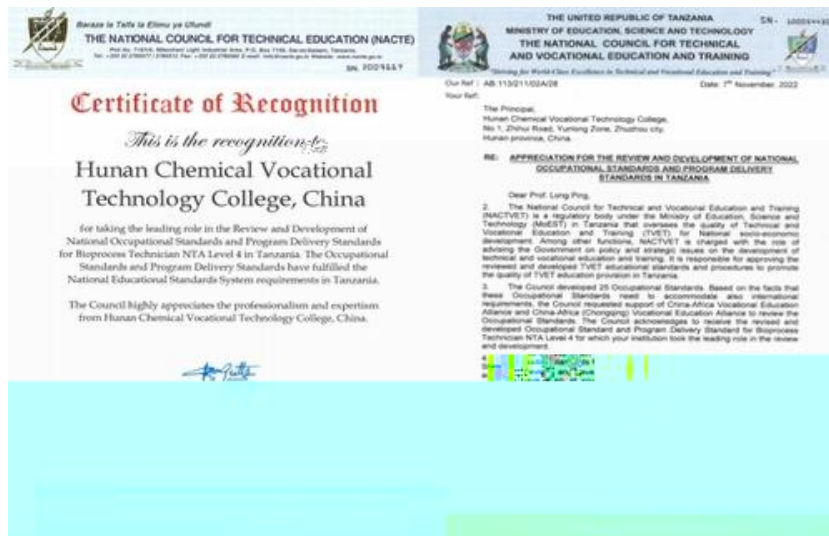 Baraza la Taifa la Elimu ya Ufundi
THE NATIONAL COUNCIL FOR TECHNICAL EDUCATION (NACTE)
Certificate of Recognition
This is the recognition to
Hunan Chemical Vocational
Technology College, China
for taking the leading role in the Review and Development of
National Occupational Standards and Program Delivery Standards
for Bioprocess Technician NTA Level 4 in Tanzania. The Occupational
Standards and Program Delivery Standards have fulfilled the
National Educational Standards System requirements in Tanzania.
The Council highly appreciates the professionalism and expertism
from Hunan Chemical Vocational Technology College, China.
THE UNITED REPUBLIC OF TANZANIA
MINISTRY OF EDUCATION, SCIENCE AND TECHNOLOGY
THE NATIONAL COUNCIL FOR TECHNICAL
AND VOCATIONAL EDUCATION AND TRAINING
"Striving for World-Class Excellence in Technical and Vocational Education and Training"
Our Ref : AB.113/211/02A/28
Date: 7th November, 2022
Your Ref:
The Principal,
Hunan Chemical Vocational Technology College,
No 1, Zhihui Road, Yunlong Zone, Zhuzhou city,
Hunan province, China.
RE: APPRECIATION FOR THE REVIEW AND DEVELOPMENT OF NATIONAL
OCCUPATIONAL STANDARDS AND PROGRAM DELIVERY
STANDARDS IN TANZANIA
Dear Prof. Long Ping,
2. The National Council for Technical and Vocational Education and Training
(NACTVET) is a regulatory body under the Ministry of Education, Science and
Technology (MoEST) in Tanzania that oversees the quality of Technical and
Vocational Education and Training (TVET) for National socio-economic
development. Among other functions, NACTVET is charged with the role of
advising the Government on policy and strategic issues on the development of
technical and vocational education and training. It is responsible for approving the
reviewed and developed TVET educational standards and procedures to promote
the quality of TVET education provision in Tanzania.
3. The Council developed 25 Occupational Standards. Based on the facts that
these Occupational Standards need to accommodate also international
requirements, the Council requested support of China-Africa Vocational Education
Alliance and China-Africa (Chongqing) Vocational Education Alliance to review the
Occupational Standards. The Council acknowledges to receive the revised and
developed Occupational Standard and Program Delivery Standard for Bioprocess
Technician NTA Level 4 for which your institution took the leading role in the review
and development.